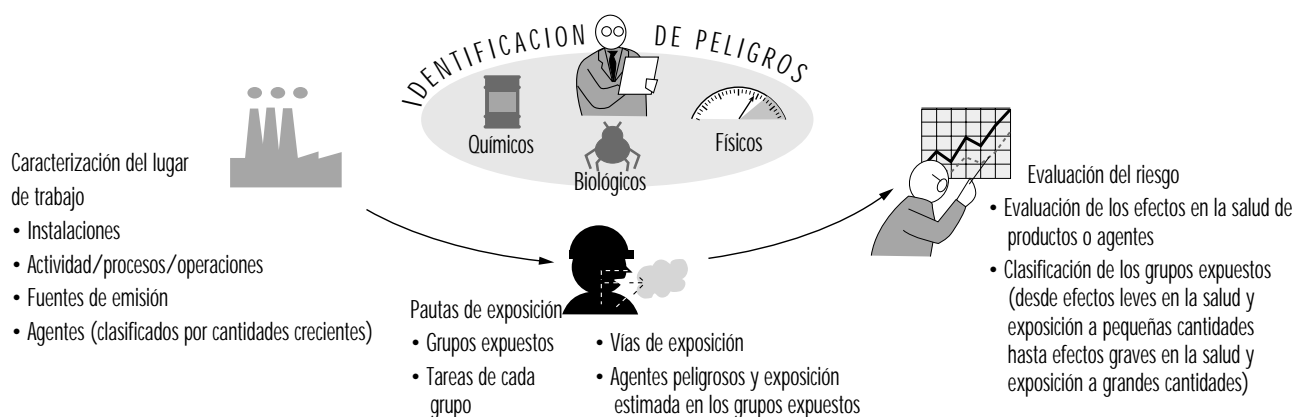 IDENTIFICACION DE PELIGROS
Químicos
Biológicos
Físicos
Caracterización del lugar
de trabajo
• Instalaciones
• Actividad/procesos/operaciones
• Fuentes de emisión
• Agentes (clasificados por cantidades crecientes)
Pautas de exposición
• Grupos expuestos
• Tareas de cada
grupo
• Vías de exposición
• Agentes peligrosos y exposición
estimada en los grupos expuestos
Evaluación del riesgo
• Evaluación de los efectos en la salud de
productos o agentes
• Clasificación de los grupos expuestos
(desde efectos leves en la salud y
exposición a pequeñas cantidades
hasta efectos graves en la salud y
exposición a grandes cantidades)